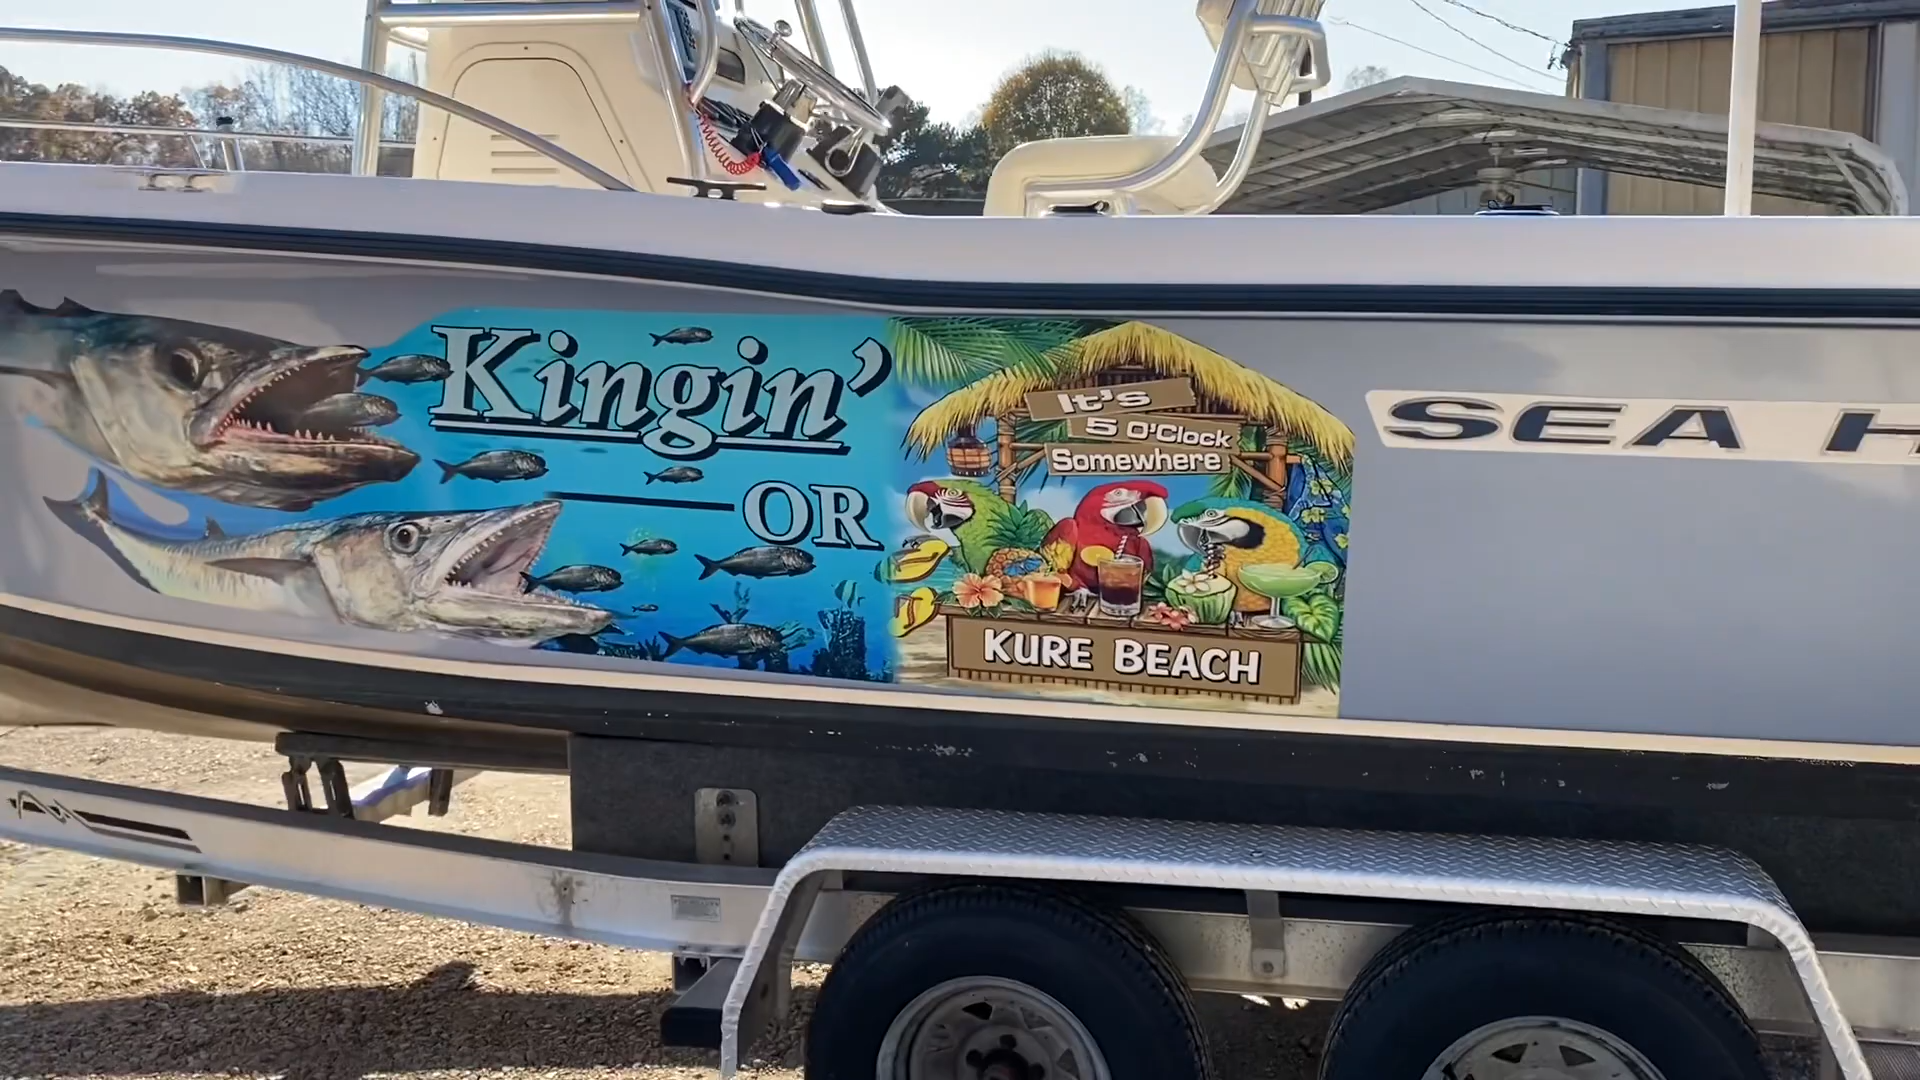 Kingin'
OR
It's
5 O'Clock
Somewhere
KURE BEACH
SEA H